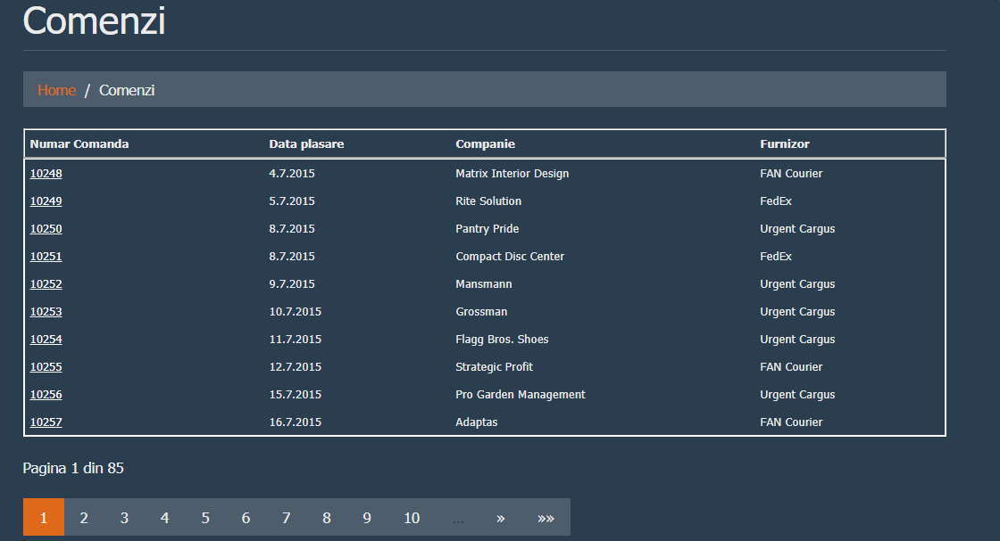 Comenzi
Home / Comenzi
Numar Comanda Data plasare Companie Furnizor
10248 4.7.2015 Matrix Interior Design FAN Courier
10249 5.7.2015 Rite Solution FedEx
10250 8.7.2015 Pantry Pride Urgent Cargus
10251 8.7.2015 Compact Disc Center FedEx
10252 9.7.2015 Mansmann Urgent Cargus
10253 10.7.2015 Grossman Urgent Cargus
10254 11.7.2015 Flagg Bros. Shoes Urgent Cargus
10255 12.7.2015 Strategic Profit FAN Courier
10256 15.7.2015 Pro Garden Management Urgent Cargus
10257 16.7.2015 Adaptas FAN Courier
Pagina 1 din 85
1 2 3 4 5 6 7 8 9 10 ... » »»